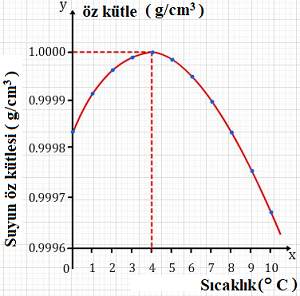 y
öz kütle ( g/cm³)
Suyun öz kütlesi ( g/cm³)
1.0000
0.9999
0.9998
0.9997
0.9996
0 1 2 3 4 5 6 7 8 9 10
x
Sıcaklık(° C )